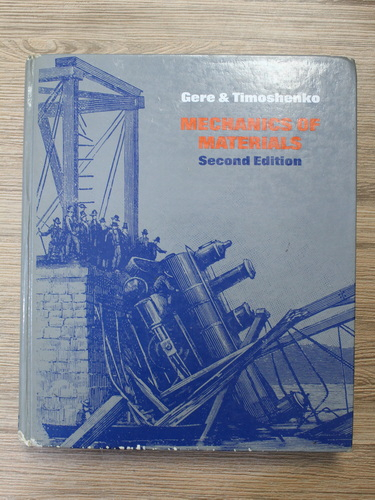 Gere & Timoshenko
MECHANICS OF
MATERIALS
Second Edition